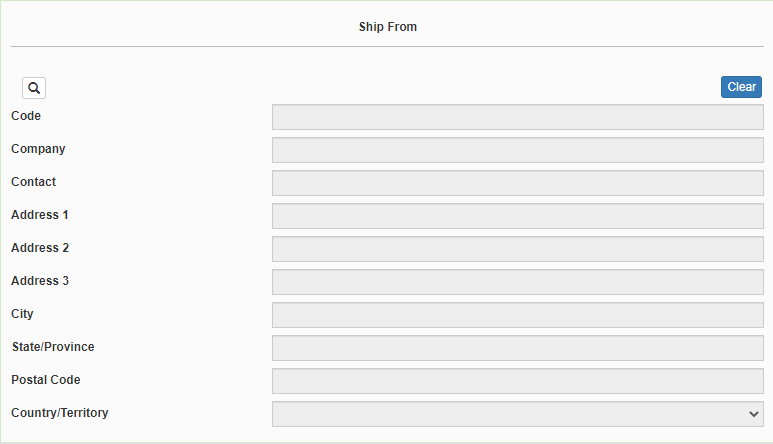 Ship From
Clear
Code
Company
Contact
Address 1
Address 2
Address 3
City
State/Province
Postal Code
Country/Territory